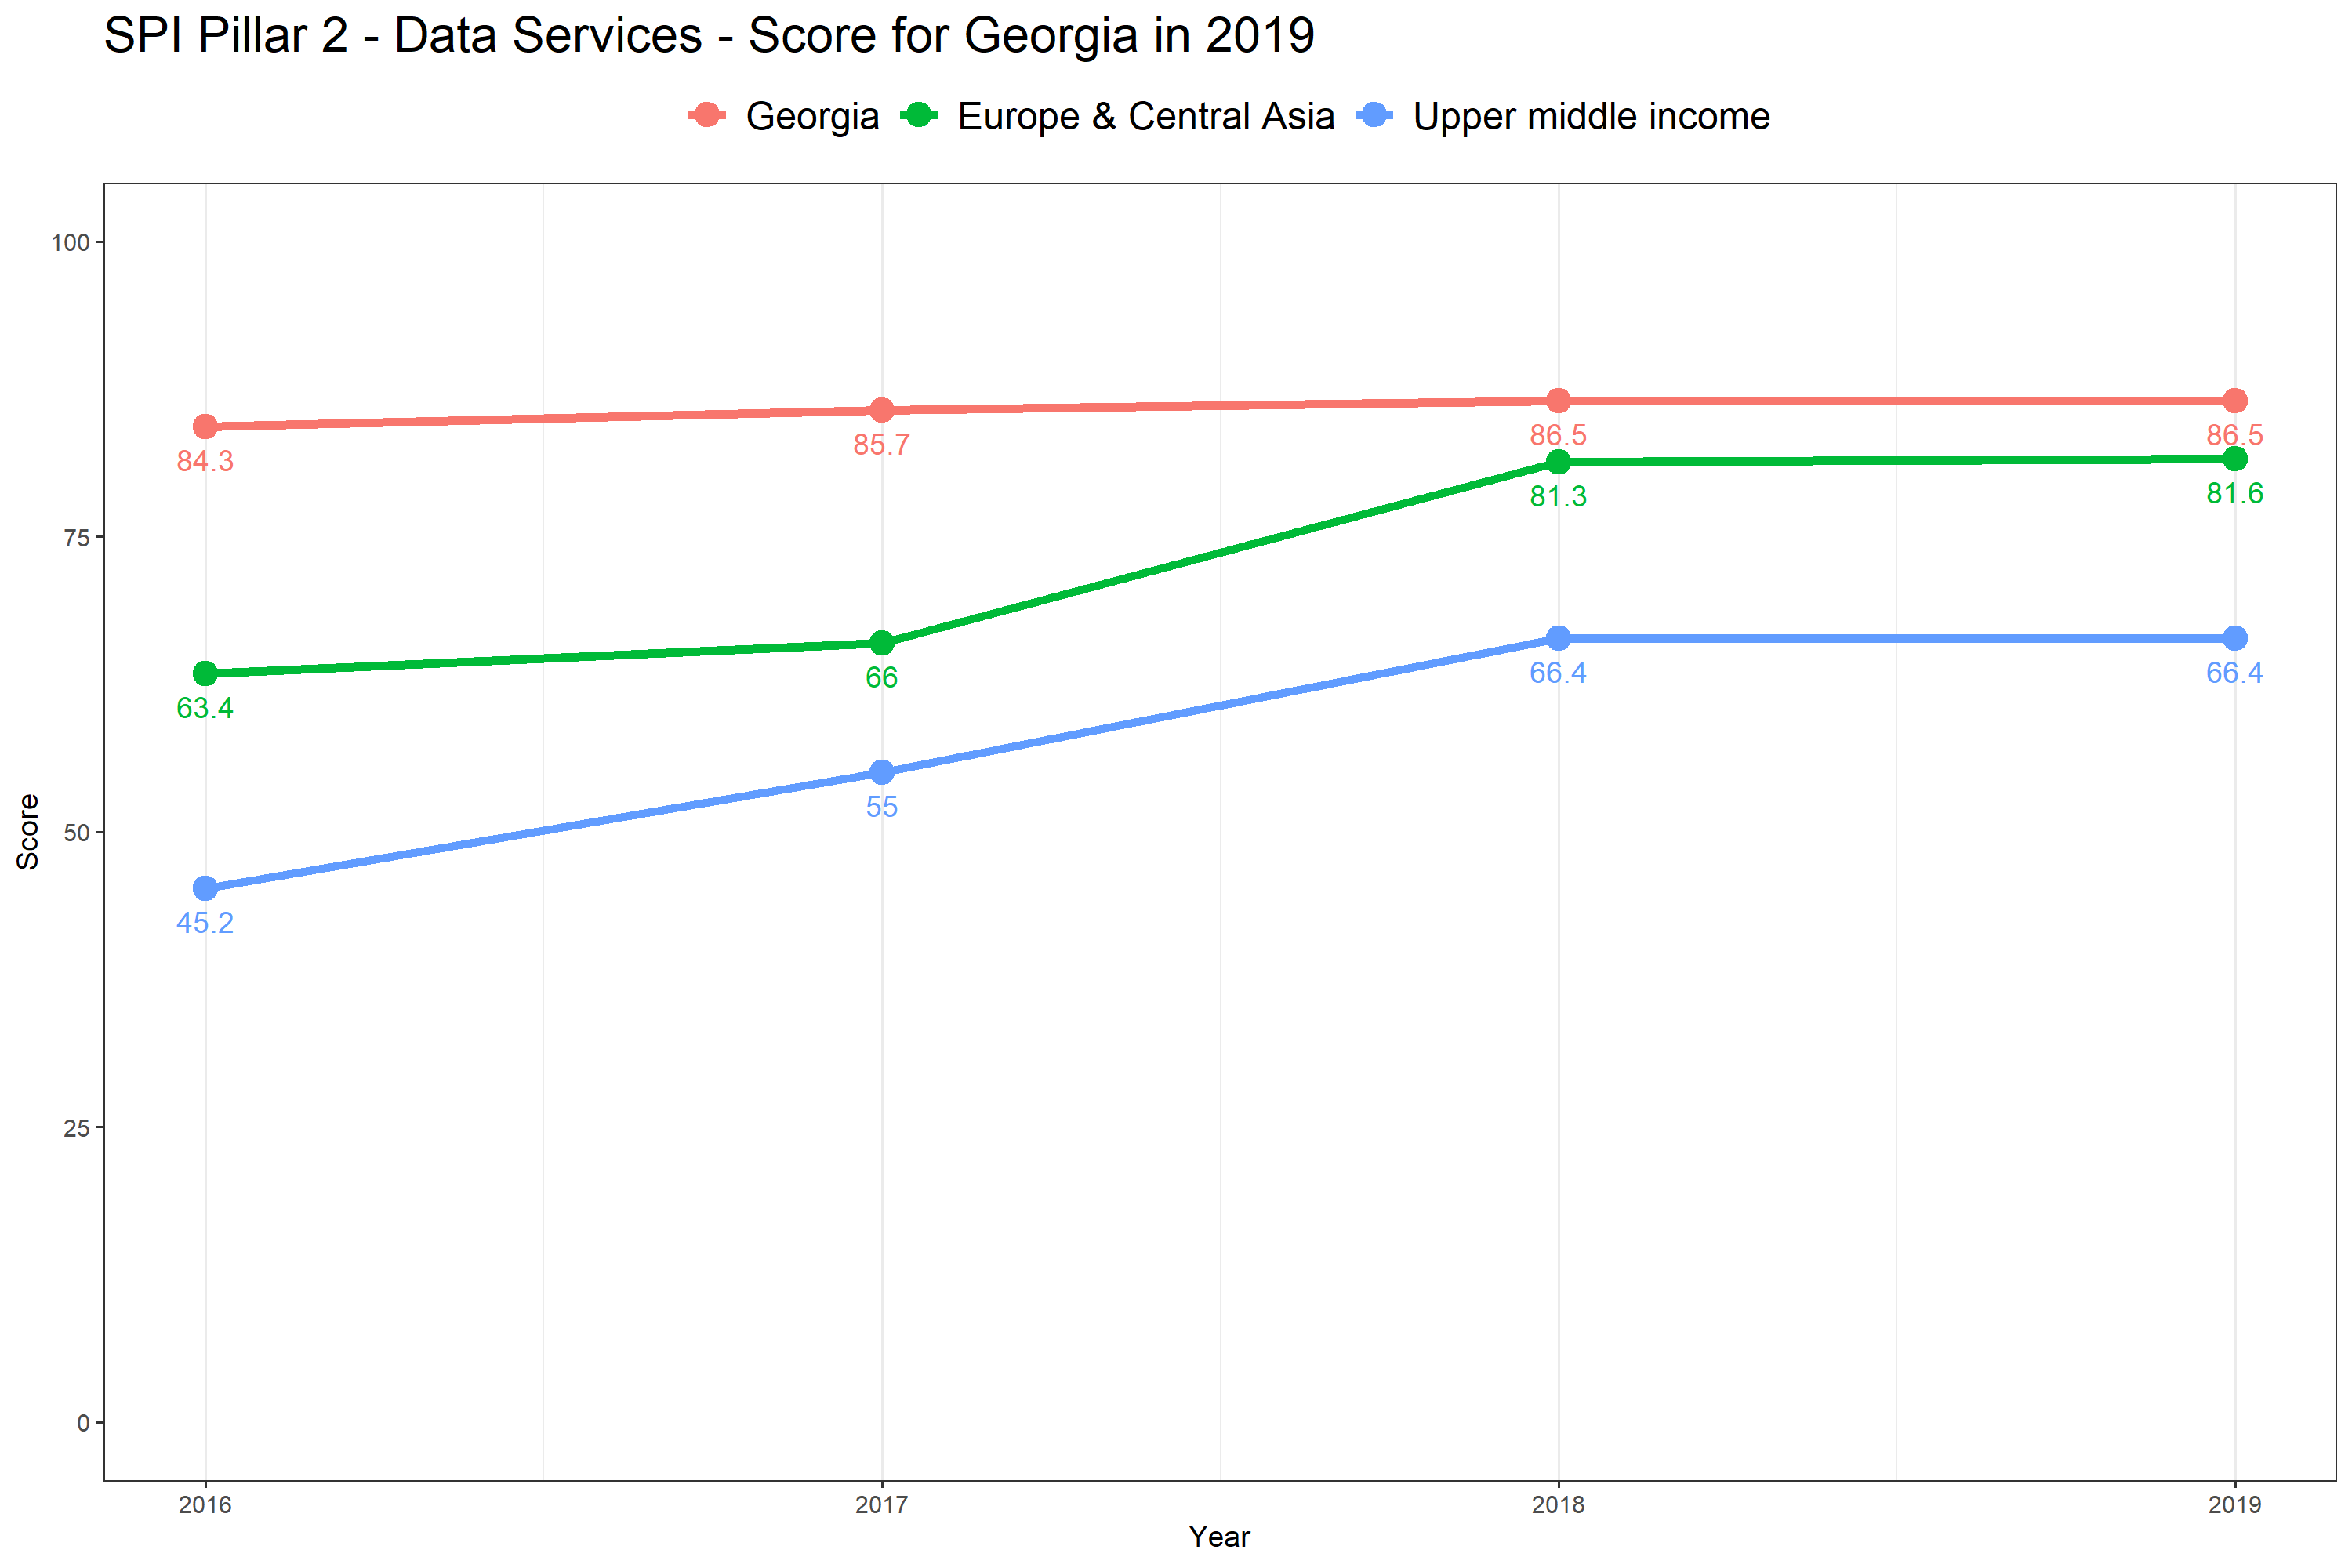 SPI Pillar 2 - Data Services - Score for Georgia in 2019
Georgia Europe & Central Asia Upper middle income
100
75
50
25
0
Score
84.3 85.7 86.5 86.5
63.4 66 81.3 81.6
45.2 55 66.4 66.4
2016 2017 2018 2019
Year